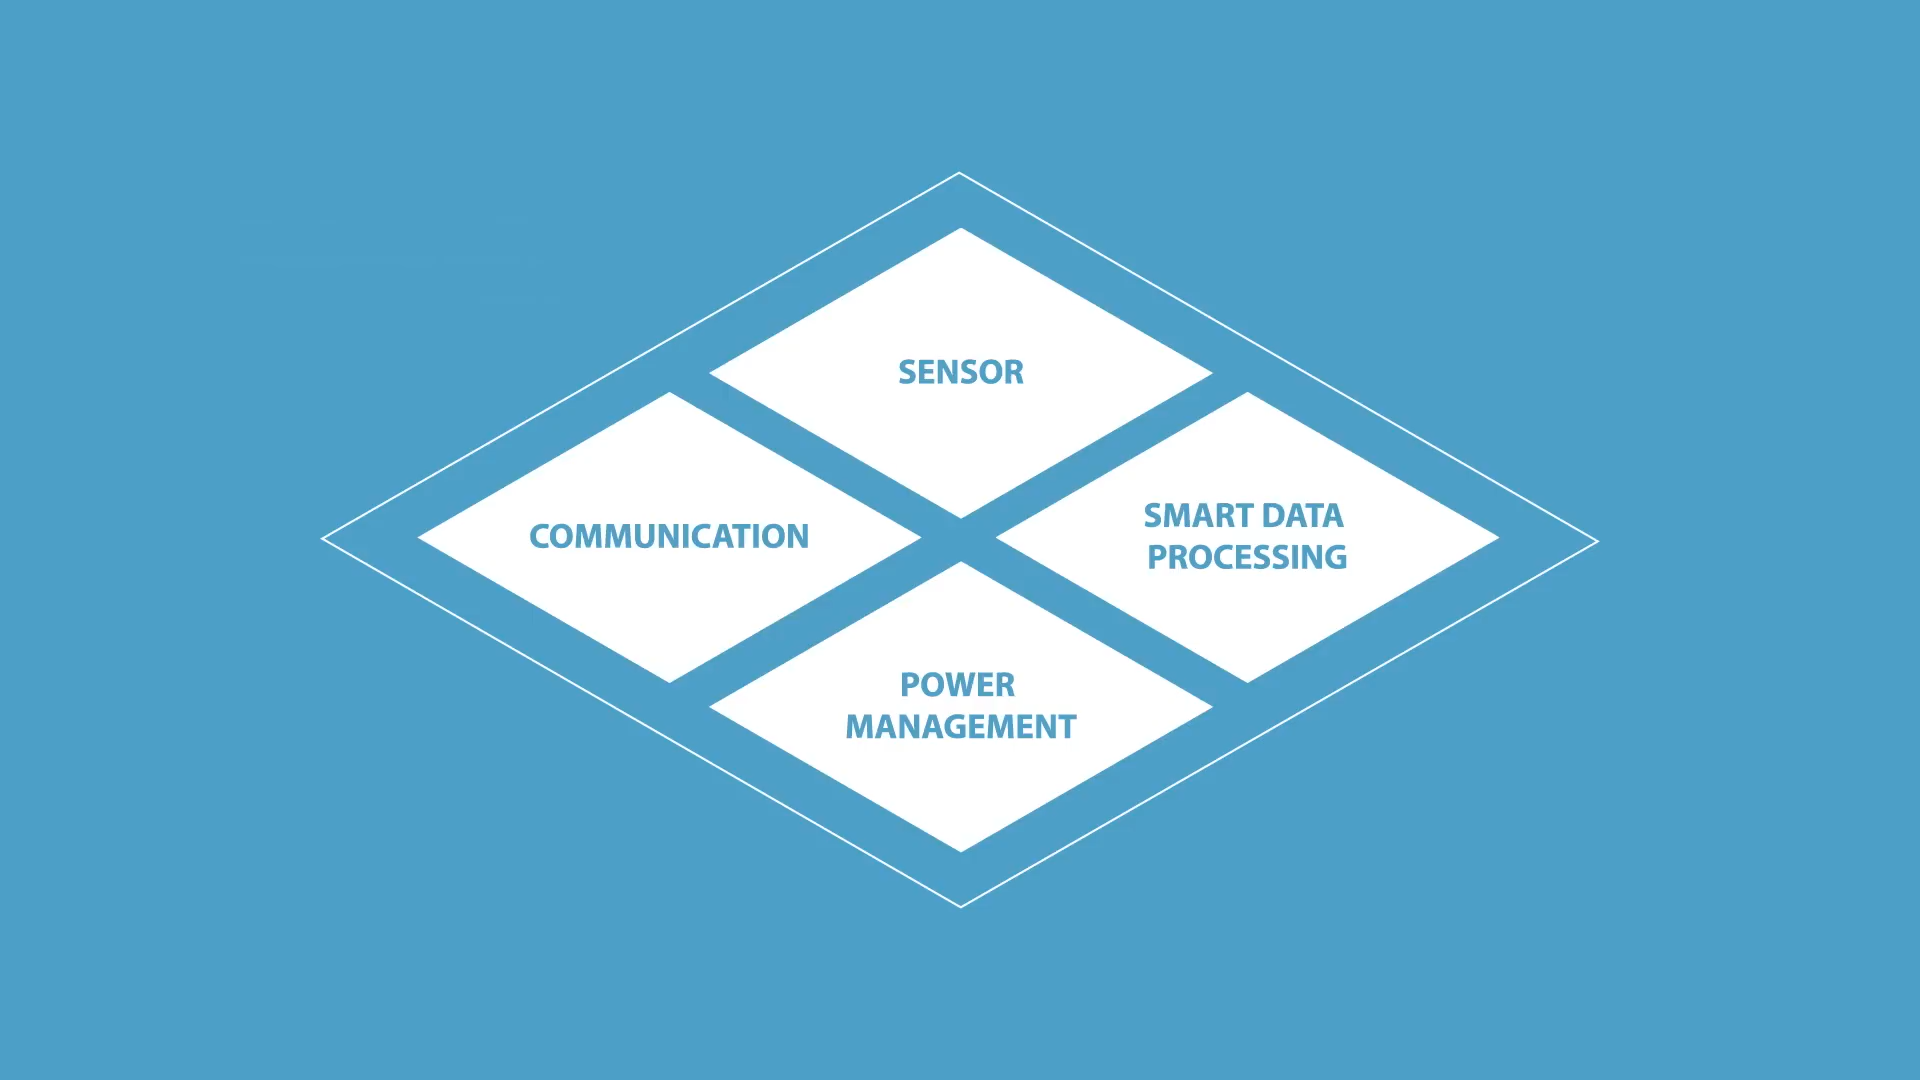 SENSOR
COMMUNICATION
SMART DATA
PROCESSING
POWER
MANAGEMENT